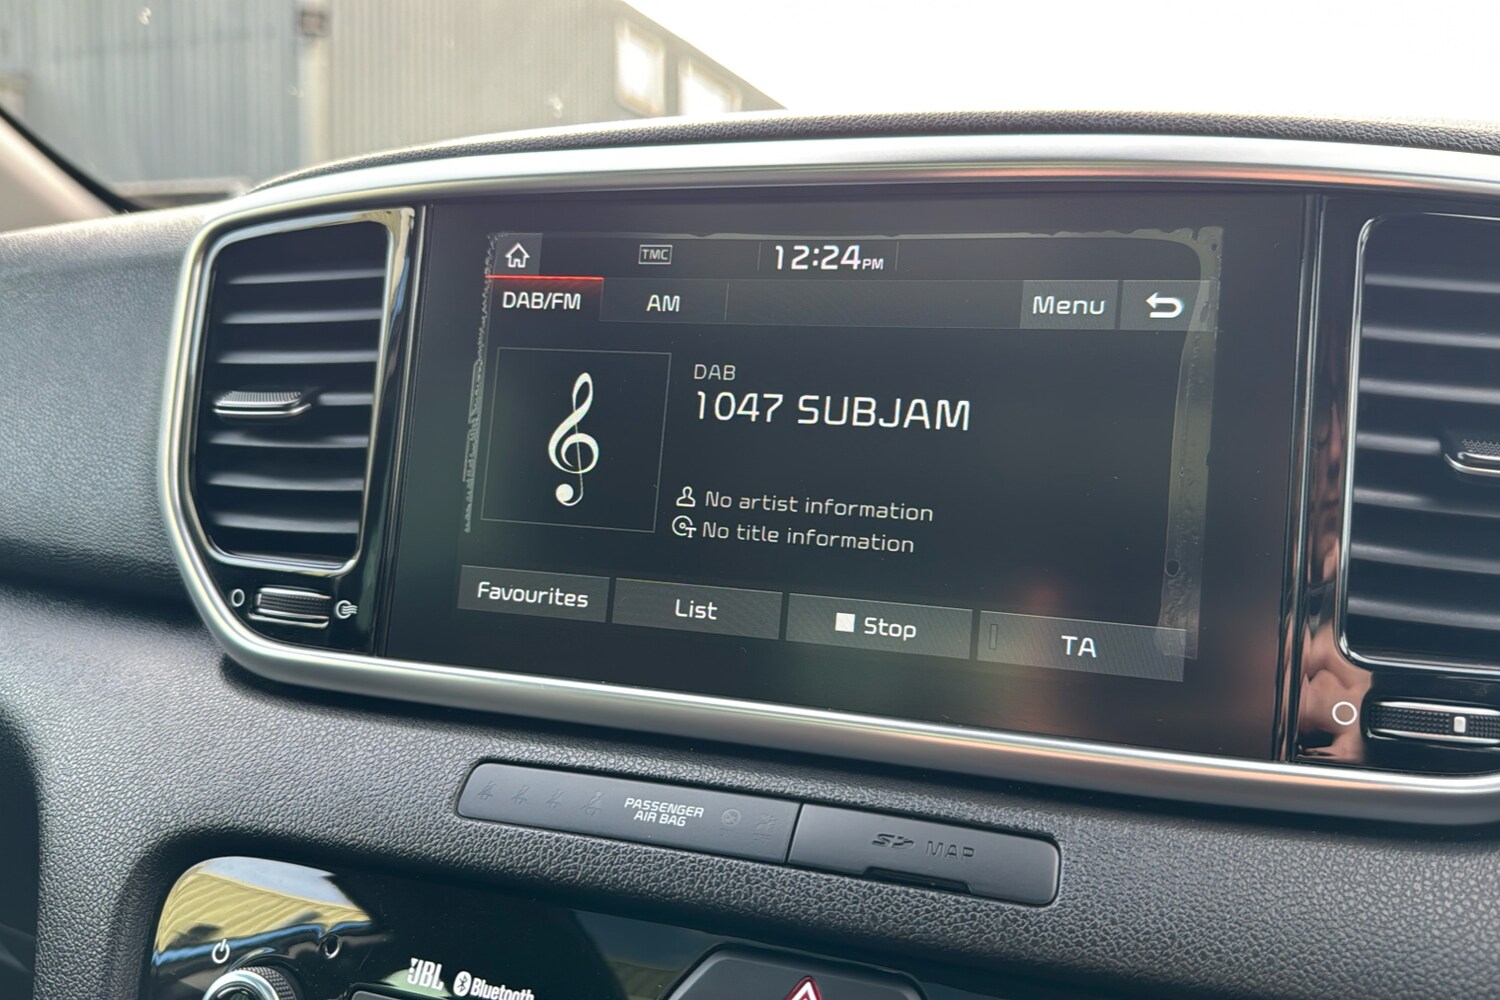 TMC 12:24PM
DAB/FM AM Menu
DAB
1047 SUBJAM
No artist information
No title information
Favourites List Stop TA
PASSENGER
AIR BAG
SD MAP
JBL Bluetooth